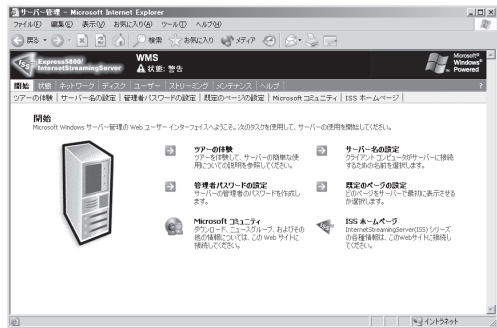 サーバー管理 - Microsoft Internet Explorer
ファイル(F) 編集(E) 表示(V) お気に入り(A) ツール(T) ヘルプ(H)
戻る 検索 お気に入り メディア
Express5800/
InternetStreamingServer
WMS
状態: 警告
Microsoft®
Windows®
Powered
ISS
開始 状態 ネットワーク ディスク ユーザー ストリーミング メンテナンス ヘルプ ?
ツアーの体験 サーバー名の設定 管理者パスワードの設定 既定のページの設定 Microsoft コミュニティ ISS ホームページ
開始
Microsoft Windows サーバー管理の Web ユーザー インターフェイスへようこそ。次のタスクを使用して、サーバーの使用を開始してください。
ツアーの体験
ツアーを体験して、サーバーの簡単な使
用についての説明を参照してください。
サーバー名の設定
クライアント コンピュータがサーバーに接続
するための名前を選択します。
管理者パスワードの設定
サーバーの管理者のパスワードを作成し
ます。
既定のページの設定
どのページをサーバーで最初に表示させる
か選択します。
Microsoft コミュニティ
ダウンロード、ニュースグループ、およびその
他の情報については、この Web サイトに
接続してください。
ISS ホームページ
InternetStreamingServer(ISS) シリーズ
の各種情報は、このWebサイトに接続し
てください。
イントラネット